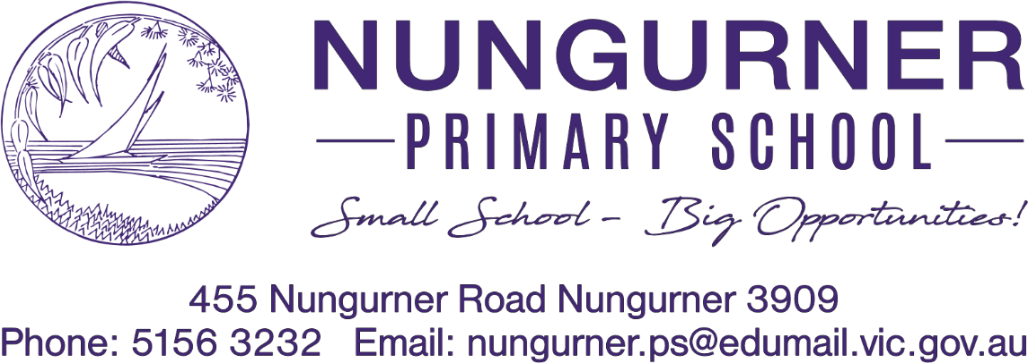 NUNGURNER
PRIMARY SCHOOL
Small School - Big Opportunities!
455 Nungurner Road Nungurner 3909
Phone: 5156 3232 Email: nungurner.ps@edumail.vic.gov.au